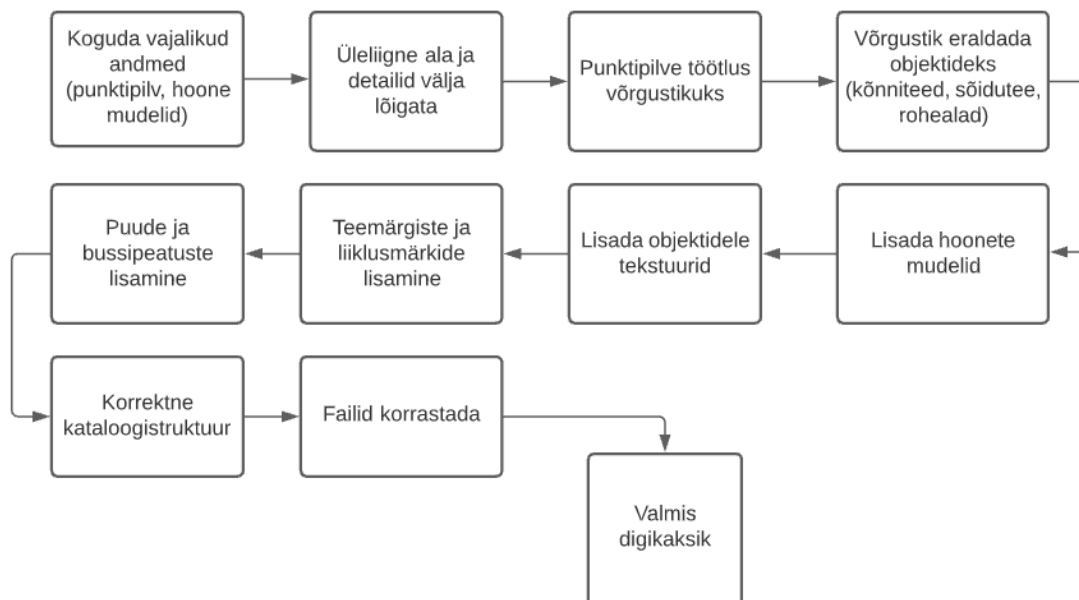 Koguda vajalikud
andmed
(punktipilv, hoone
mudelid)
Üleliigne ala ja
detailid välja
lõigata
Punktipilve töötlus
võrgustikuks
Võrgustik eraldada
objektideks
(kõnniteed, sõidutee,
rohealad)
Lisada hoonete
mudelid
Lisada objektidele
tekstuurid
Teemärgiste ja
liiklusmärkide
lisamine
Puude ja
bussipeatuste
lisamine
Korrektne
kataloogistruktuur
Failid korrastada
Valmis
digikaksik